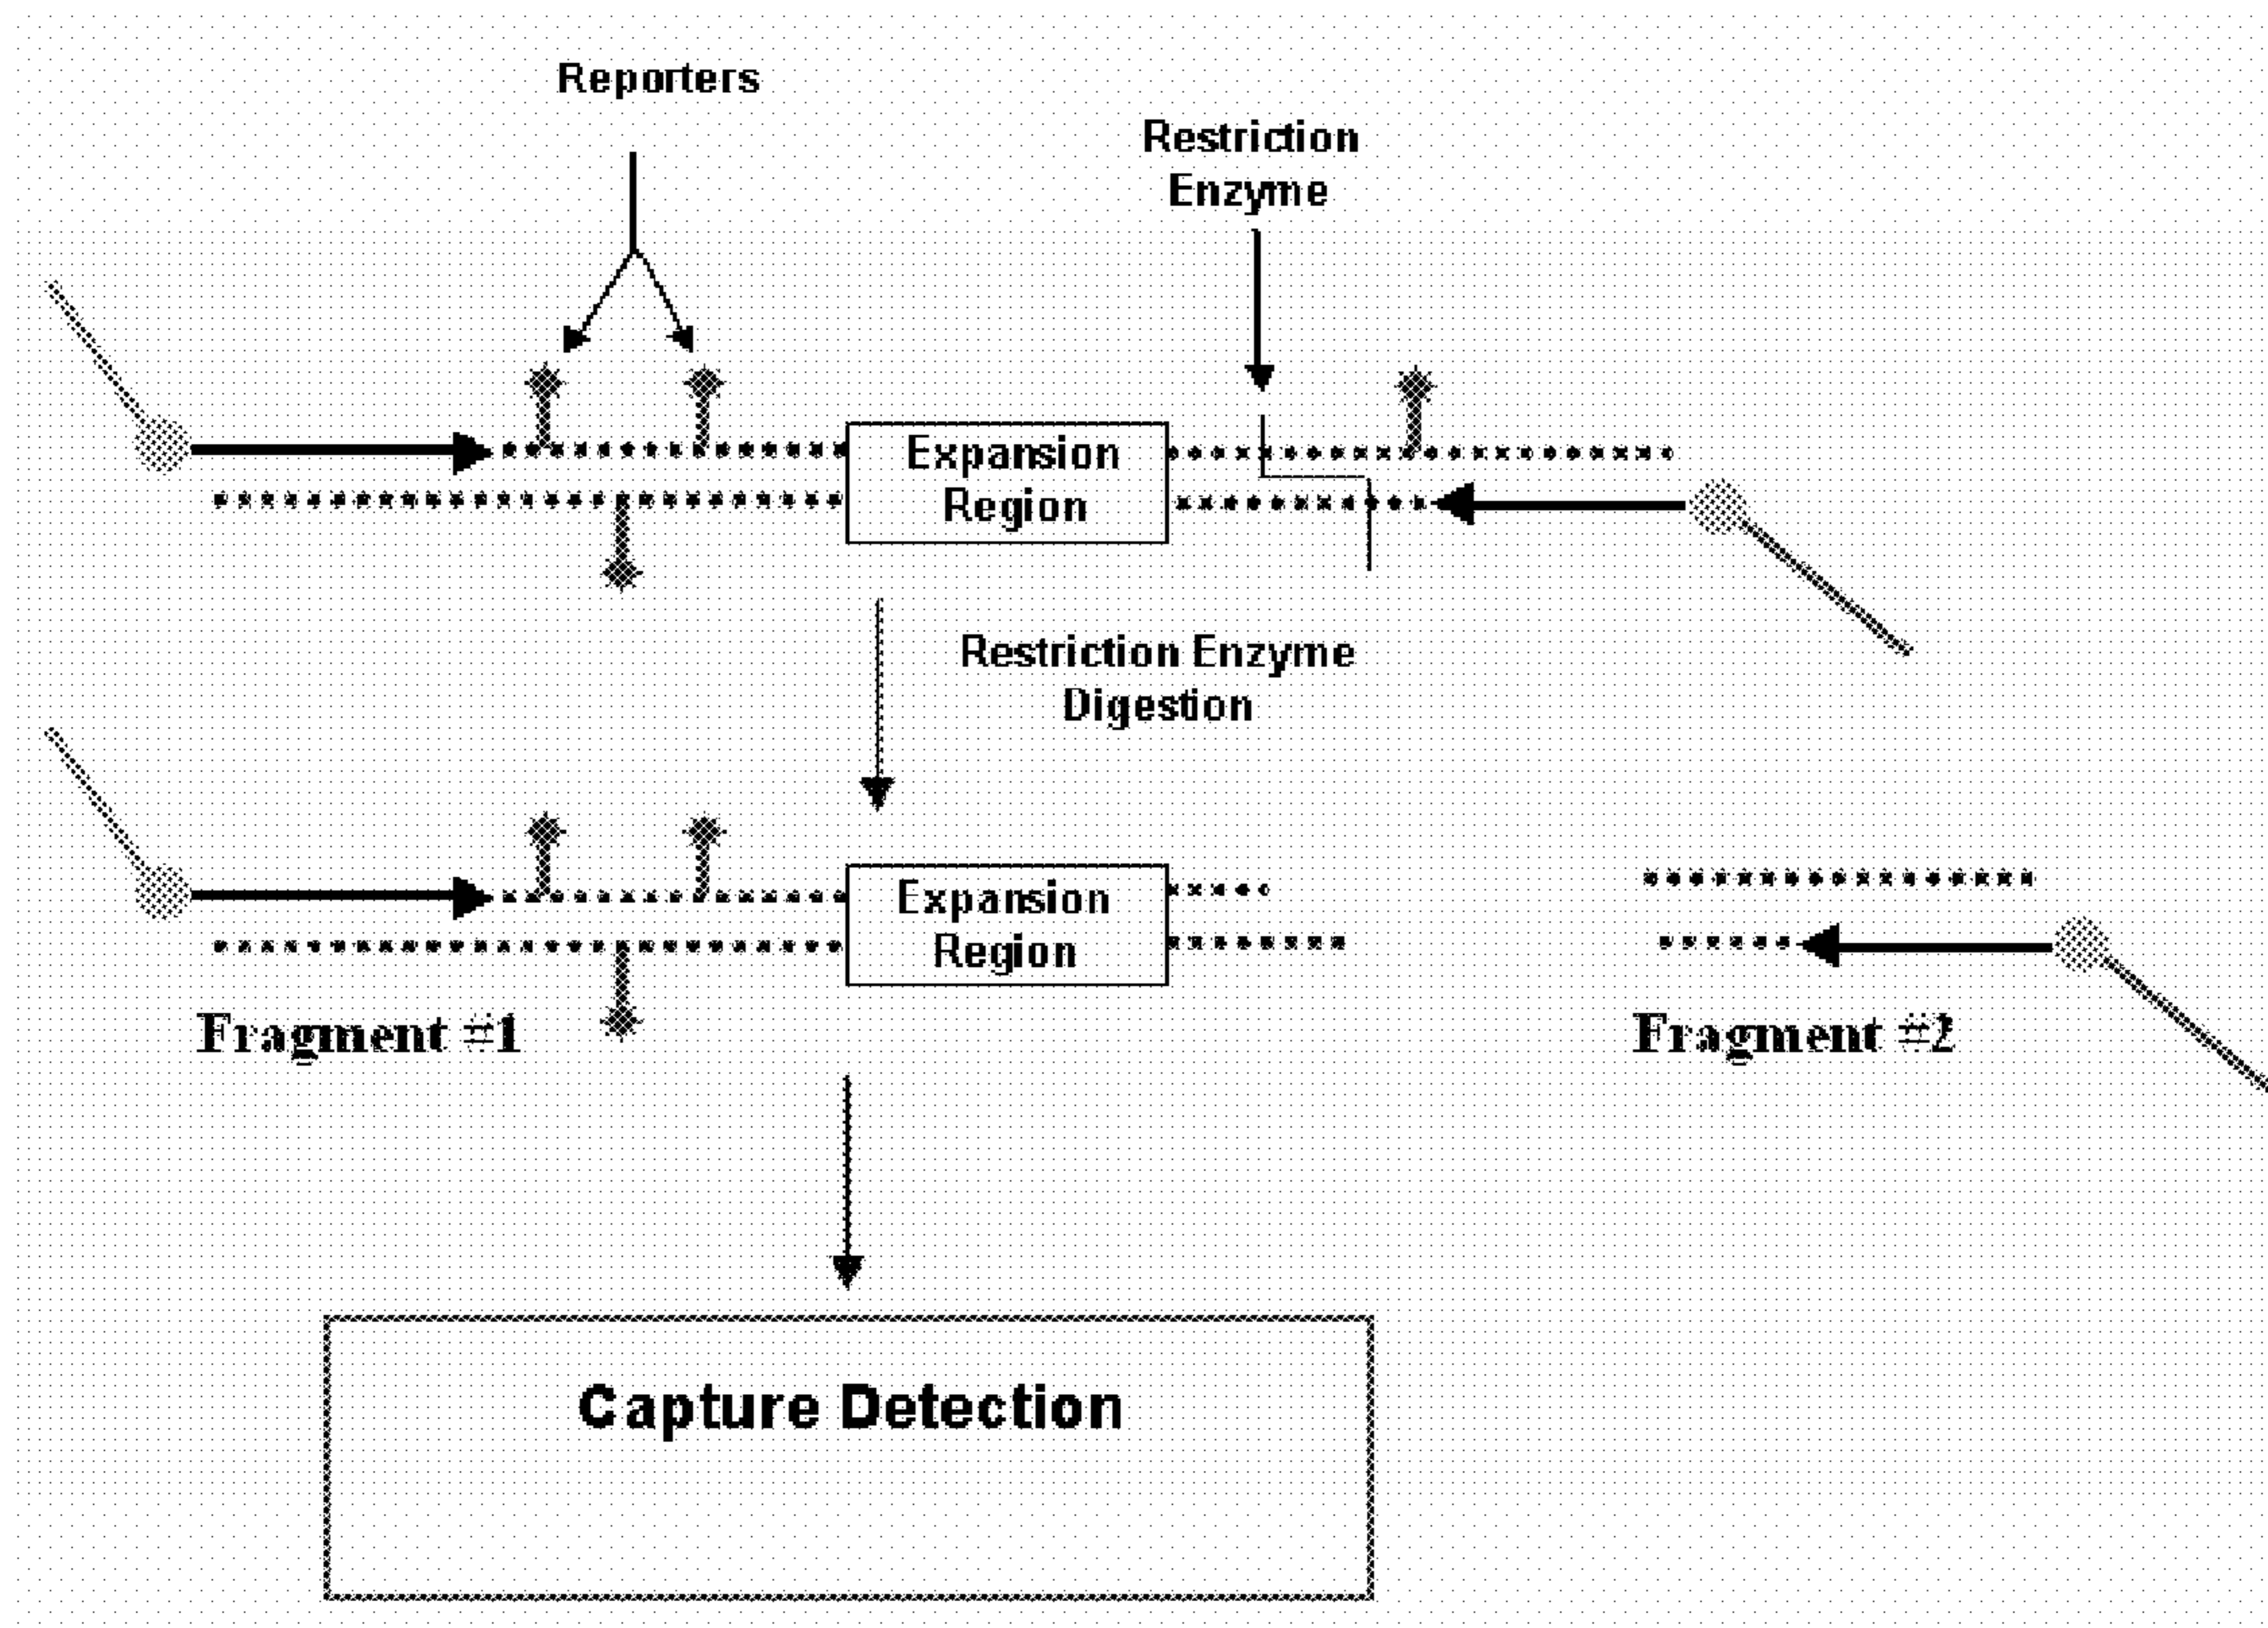 Reporters
Restriction
Enzyme
Expansion
Region
Restriction Enzyme
Digestion
Expansion
Region
Fragment #1
Fragment #2
Capture Detection